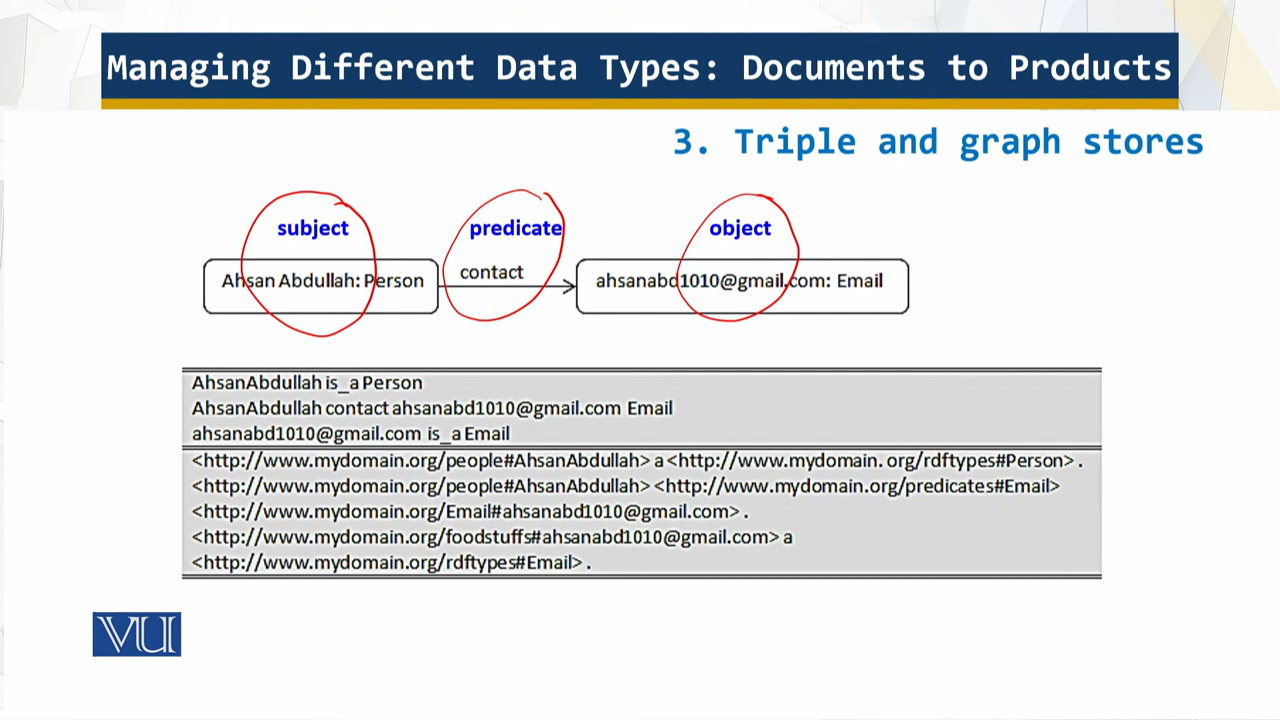 Managing Different Data Types: Documents to Products
3. Triple and graph stores
subject predicate object
Ahsan Abdullah: Person contact ahsanabd1010@gmail.com: Email
AhsanAbdullah is_a Person
AhsanAbdullah contact ahsanabd1010@gmail.com Email
ahsanabd1010@gmail.com is_a Email
<http://www.mydomain.org/people#AhsanAbdullah> a <http://www.mydomain. org/rdftypes#Person> .
<http://www.mydomain.org/people#AhsanAbdullah> <http://www.mydomain.org/predicates#Email>
<http://www.mydomain.org/Email#ahsanabd1010@gmail.com> .
<http://www.mydomain.org/foodstuffs#ahsanabd1010@gmail.com> a
<http://www.mydomain.org/rdftypes#Email> .
VU